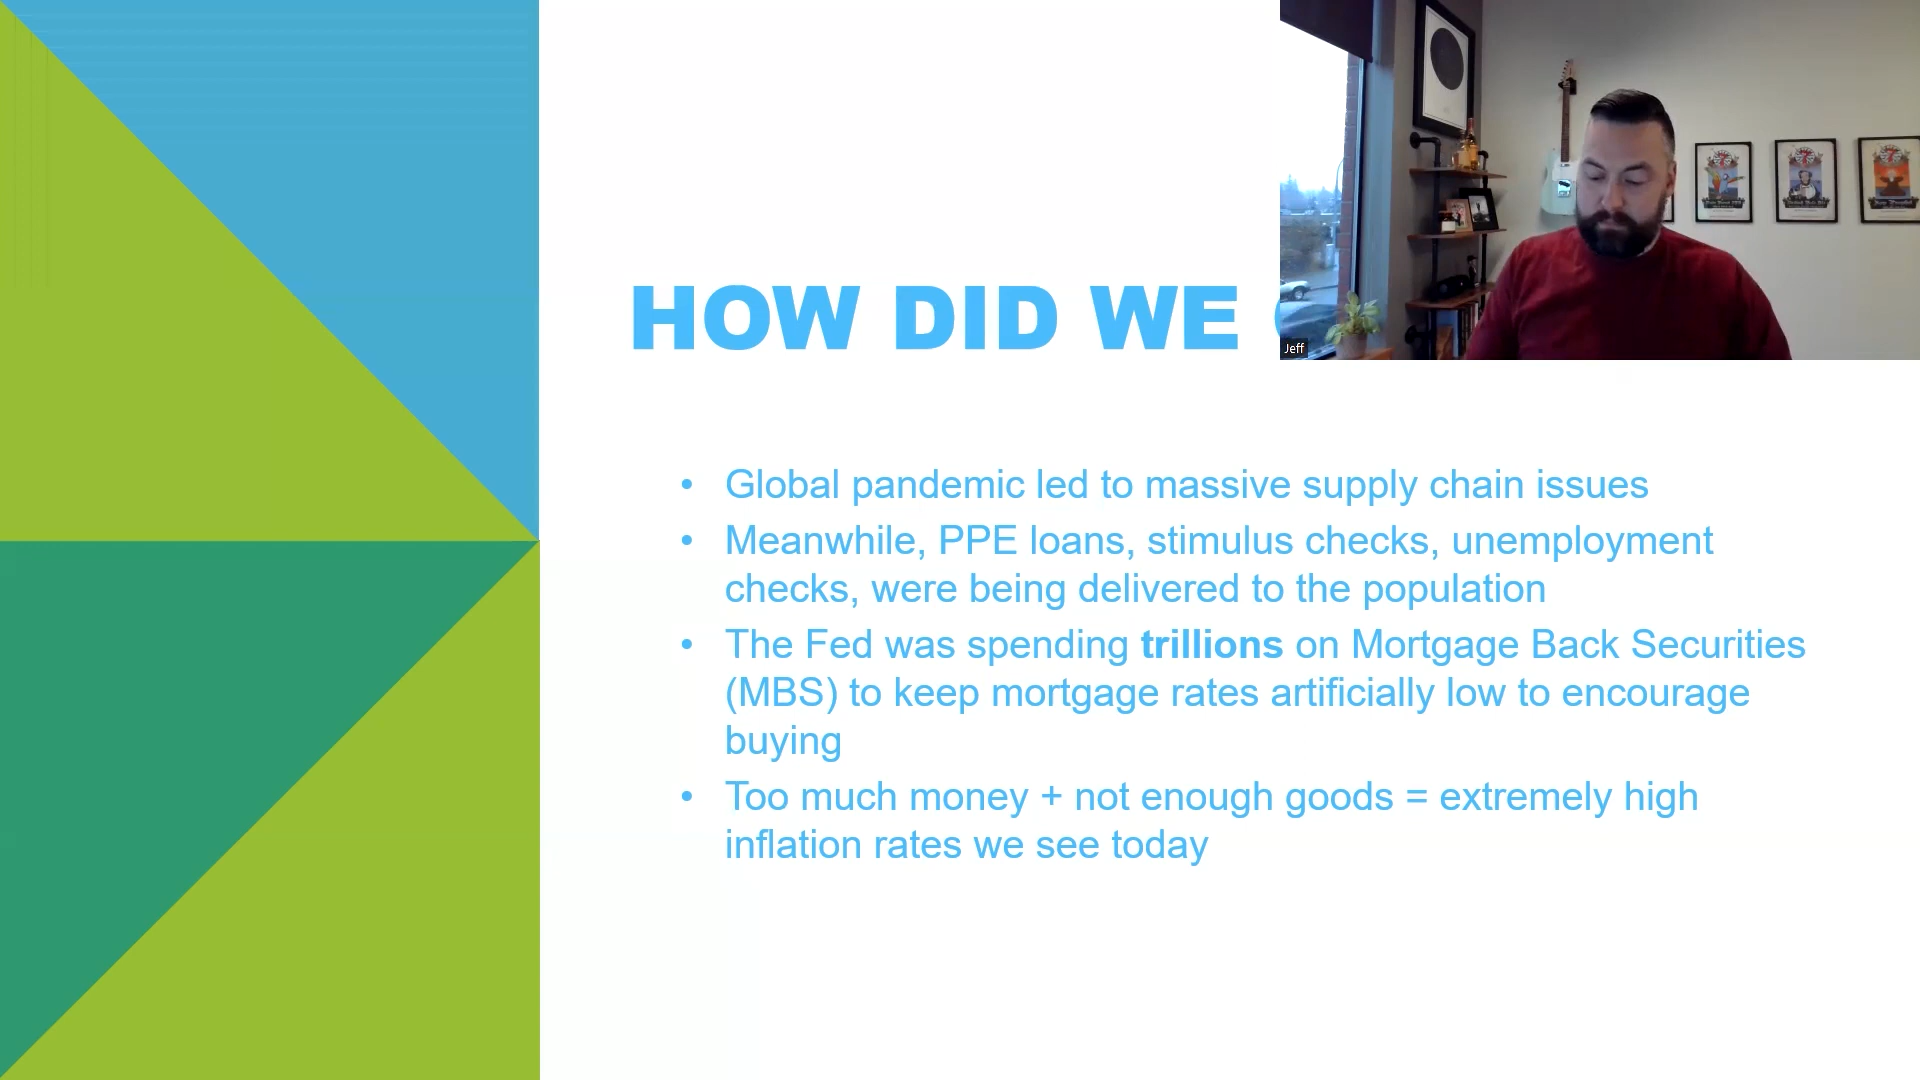 HOW DID WE
Jeff
• Global pandemic led to massive supply chain issues
• Meanwhile, PPE loans, stimulus checks, unemployment
checks, were being delivered to the population
• The Fed was spending trillions on Mortgage Back Securities
(MBS) to keep mortgage rates artificially low to encourage
buying
• Too much money + not enough goods = extremely high
inflation rates we see today